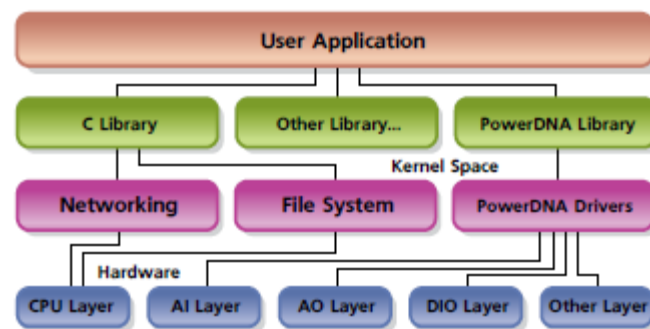 User Application
C Library
Other Library...
PowerDNA Library
Kernel Space
Networking
File System
PowerDNA Drivers
Hardware
CPU Layer
AI Layer
AO Layer
DIO Layer
Other Layer